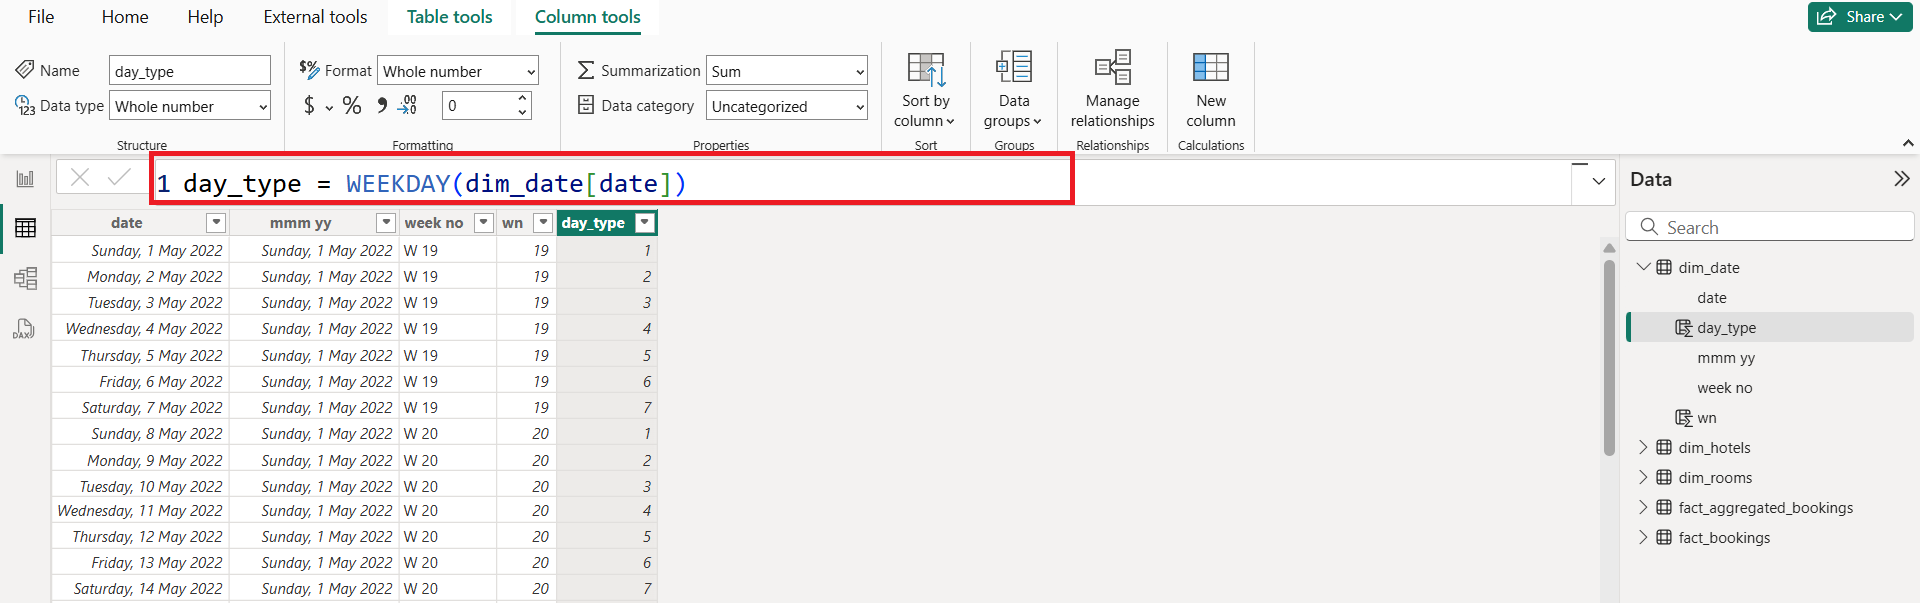 File Home Help External tools Table tools Column tools Share
Name day_type $% Format Whole number Summarization Sum
123 Data type Whole number $ % 0 Data category Uncategorized
Sort by column Data groups Manage relationships New column
Structure Formatting Properties Sort Groups Relationships Calculations
1 day_type = WEEKDAY(dim_date[date])
date mmm yy week no wn day_type
Sunday, 1 May 2022 Sunday, 1 May 2022 W 19 19 1
Monday, 2 May 2022 Sunday, 1 May 2022 W 19 19 2
Tuesday, 3 May 2022 Sunday, 1 May 2022 W 19 19 3
Wednesday, 4 May 2022 Sunday, 1 May 2022 W 19 19 4
Thursday, 5 May 2022 Sunday, 1 May 2022 W 19 19 5
Friday, 6 May 2022 Sunday, 1 May 2022 W 19 19 6
Saturday, 7 May 2022 Sunday, 1 May 2022 W 19 19 7
Sunday, 8 May 2022 Sunday, 1 May 2022 W 20 20 1
Monday, 9 May 2022 Sunday, 1 May 2022 W 20 20 2
Tuesday, 10 May 2022 Sunday, 1 May 2022 W 20 20 3
Wednesday, 11 May 2022 Sunday, 1 May 2022 W 20 20 4
Thursday, 12 May 2022 Sunday, 1 May 2022 W 20 20 5
Friday, 13 May 2022 Sunday, 1 May 2022 W 20 20 6
Saturday, 14 May 2022 Sunday, 1 May 2022 W 20 20 7
DAX
Data
Search
dim_date
date
day_type
mmm yy
week no
wn
dim_hotels
dim_rooms
fact_aggregated_bookings
fact_bookings